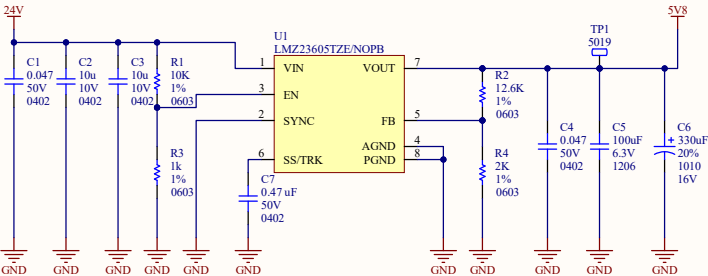 24V
5V8
TP1
5019
U1
LMZ23605TZE/NOPB
C1
0.047
50V
0402
C2
10u
10V
0402
C3
10u
10V
0402
R1
10K
1%
0603
R3
1k
1%
0603
1
3
2
6
VIN
EN
SYNC
SS/TRK
VOUT
FB
AGND
PGND
7
5
4
8
C7
0.47 uF
50V
0402
R2
12.6K
1%
0603
R4
2K
1%
0603
C4
0.047
50V
0402
C5
100uF
6.3V
1206
C6
+
330uF
20%
1010
16V
GND
GND
GND
GND
GND
GND
GND
GND
GND
GND
GND